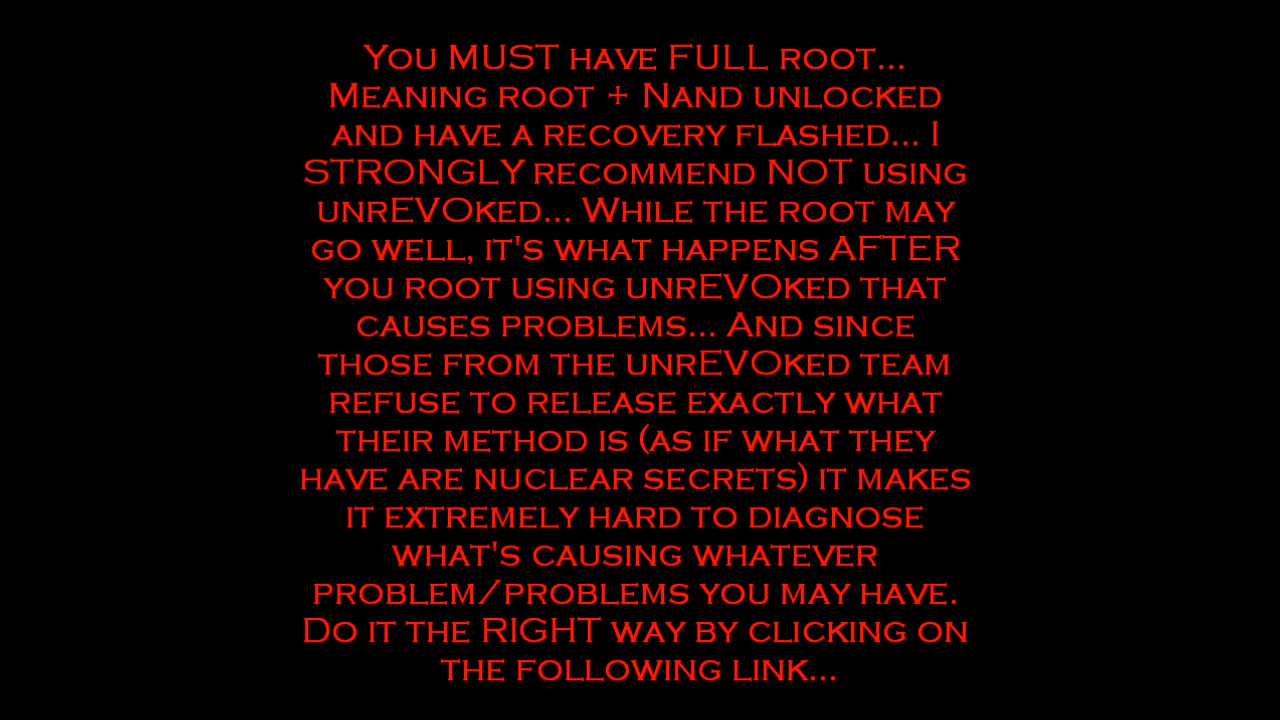 You MUST have FULL root...
Meaning root + Nand unlocked
and have a recovery flashed... I
STRONGLY recommend NOT using
unrEVOked... While the root may
go well, it's what happens AFTER
you root using unrEVOked that
causes problems... And since
those from the unrEVOked team
refuse to release exactly what
their method is (as if what they
have are nuclear secrets) it makes
it extremely hard to diagnose
what's causing whatever
problem/problems you may have.
Do it the RIGHT way by clicking on
the following link...